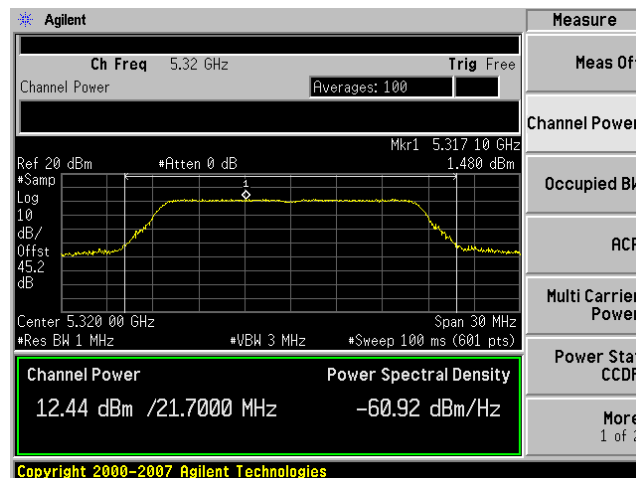 Agilent
Measure
Ch Freq 5.32 GHz Trig Free
Meas Of
Channel Power
Averages: 100
Channel Power
Mkr1 5.317 10 GHz
Ref 20 dBm #Atten 0 dB 1.480 dBm
#Samp
Log
10
dB/
Offst
45.2
dB
1
Occupied BW
ACP
Multi Carrier
Power
Center 5.320 00 GHz Span 30 MHz
#Res BW 1 MHz #VBW 3 MHz #Sweep 100 ms (601 pts)
Power Stat
CCDF
Channel Power Power Spectral Density
12.44 dBm /21.7000 MHz -60.92 dBm/Hz
More
1 of 2
Copyright 2000-2007 Agilent Technologies